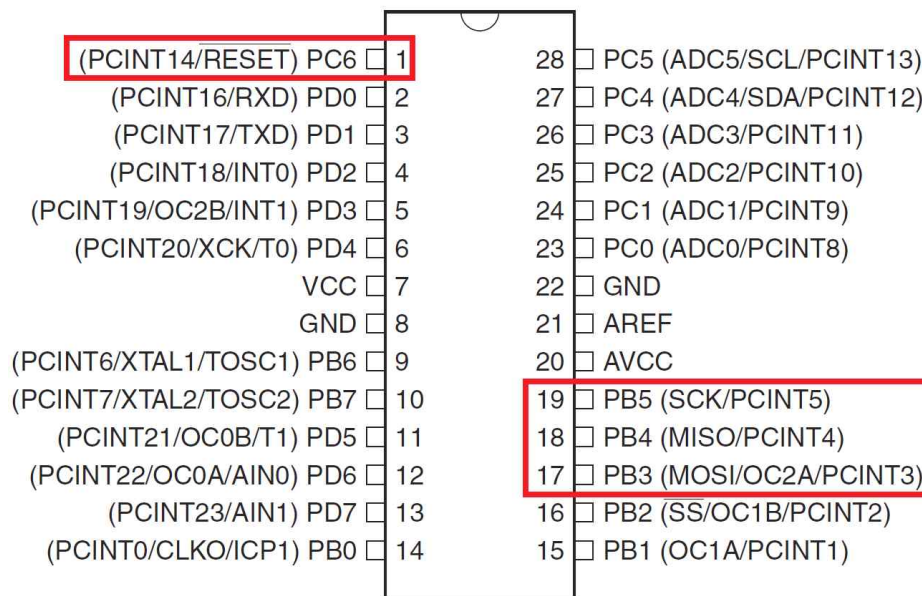 (PCINT14/RESET) PC6 1 28 PC5 (ADC5/SCL/PCINT13)
(PCINT16/RXD) PD0 2 27 PC4 (ADC4/SDA/PCINT12)
(PCINT17/TXD) PD1 3 26 PC3 (ADC3/PCINT11)
(PCINT18/INT0) PD2 4 25 PC2 (ADC2/PCINT10)
(PCINT19/OC2B/INT1) PD3 5 24 PC1 (ADC1/PCINT9)
(PCINT20/XCK/T0) PD4 6 23 PC0 (ADC0/PCINT8)
VCC 7 22 GND
GND 8 21 AREF
(PCINT6/XTAL1/TOSC1) PB6 9 20 AVCC
(PCINT7/XTAL2/TOSC2) PB7 10 19 PB5 (SCK/PCINT5)
(PCINT21/OC0B/T1) PD5 11 18 PB4 (MISO/PCINT4)
(PCINT22/OC0A/AIN0) PD6 12 17 PB3 (MOSI/OC2A/PCINT3)
(PCINT23/AIN1) PD7 13 16 PB2 (SS/OC1B/PCINT2)
(PCINT0/CLKO/ICP1) PB0 14 15 PB1 (OC1A/PCINT1)